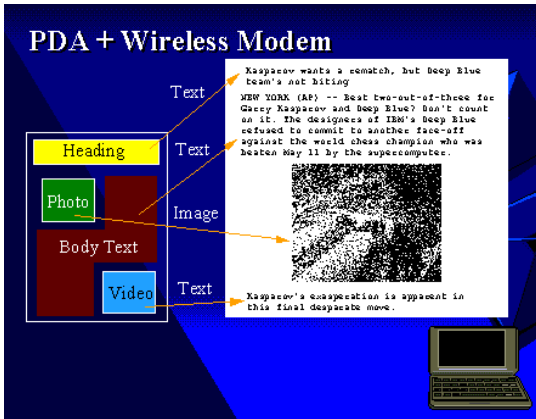 PDA + Wireless Modem
Text
Text
Image
Text
Heading
Photo
Body Text
Video
Kasparov wants a rematch, but Deep Blue
team's not biting
NEW YORK (AP) -- Best two-out-of-three for
Garry Kasparov and Deep Blue? Don't count
on it. The designers of IBM's Deep Blue
refused to commit to another face-off
against the world chess champion who was
beaten May 11 by the supercomputer.
Kasparov's exasperation is apparent in
this final desparate move.